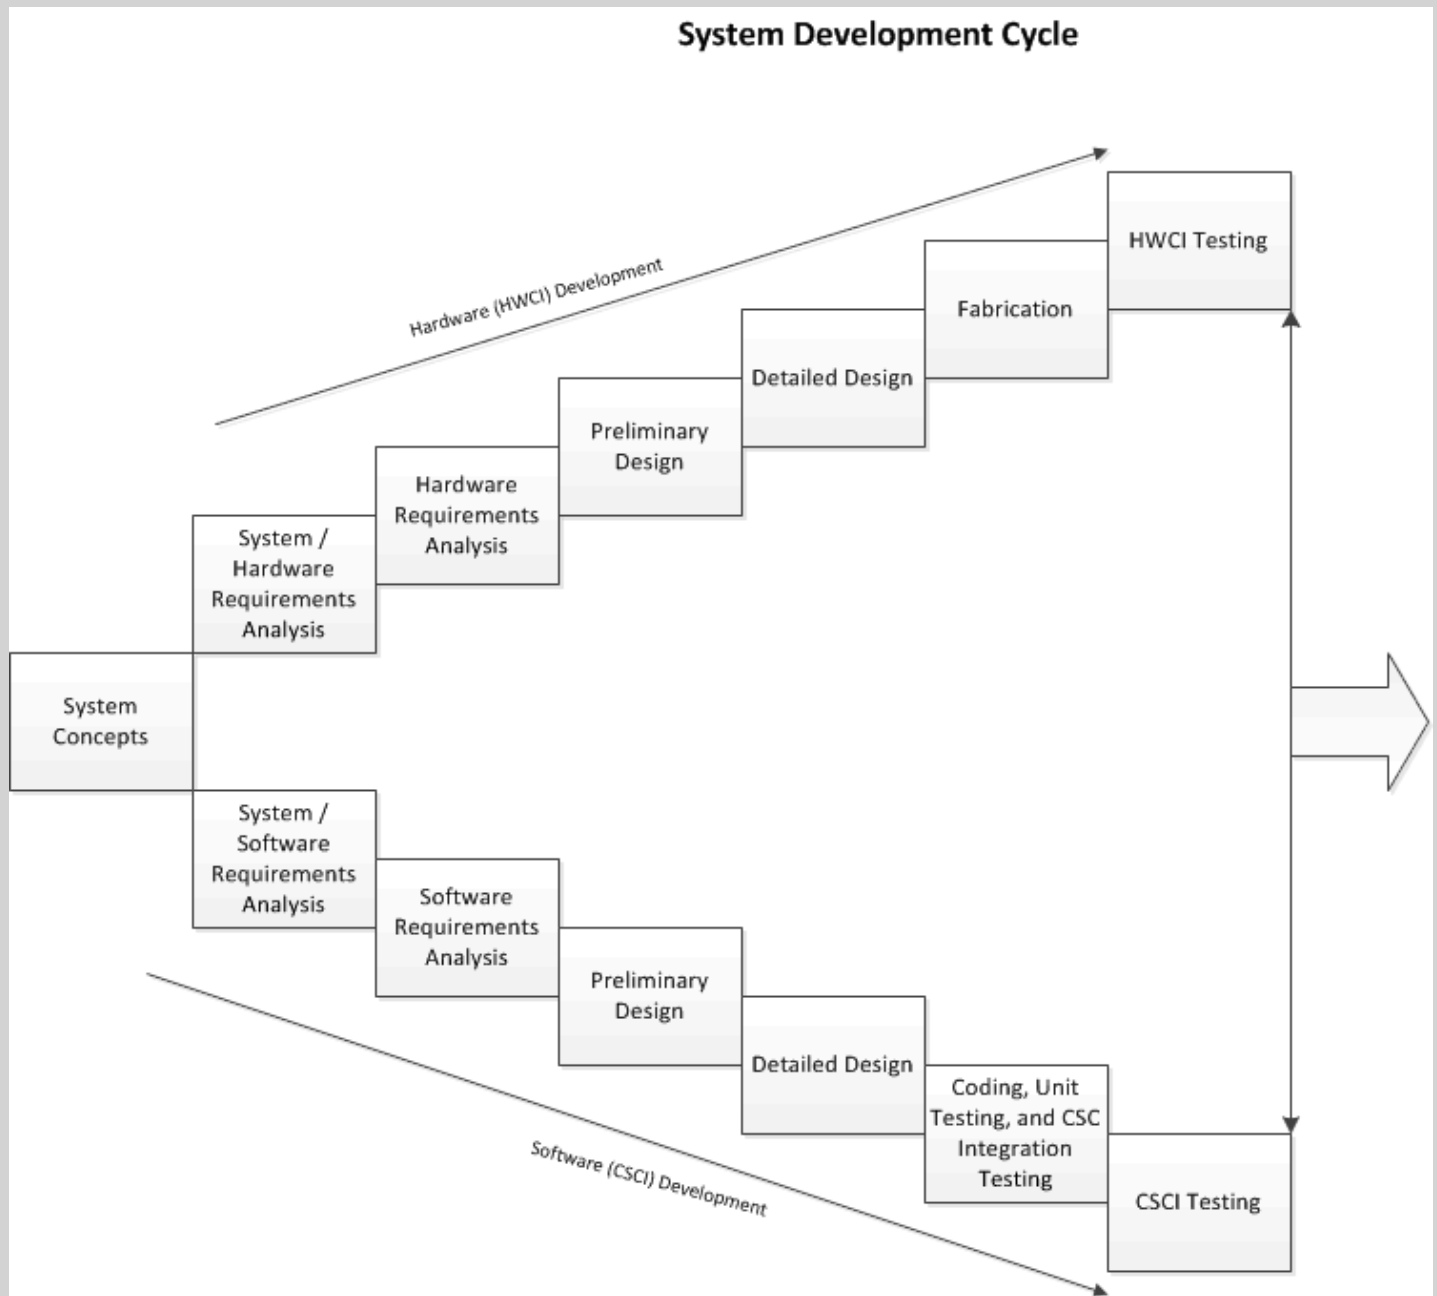 System Development Cycle
Hardware (HWCI) Development
HWCI Testing
Fabrication
Detailed Design
Preliminary
Design
Hardware
Requirements
Analysis
System /
Hardware
Requirements
Analysis
System
Concepts
System /
Software
Requirements
Analysis
Software
Requirements
Analysis
Preliminary
Design
Detailed Design
Coding, Unit
Testing, and CSC
Integration
Testing
CSCI Testing
Software (CSCI) Development